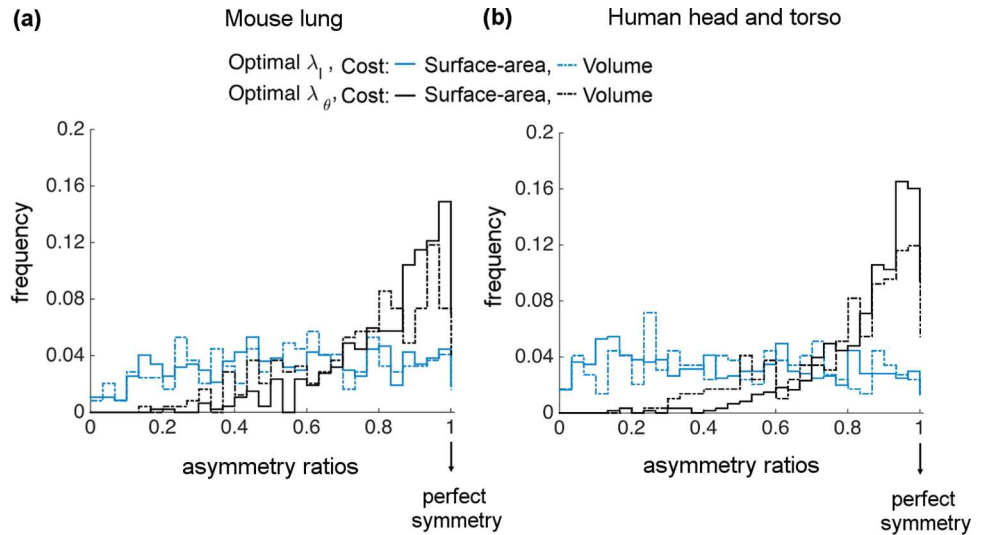 (a) Mouse lung
(b) Human head and torso
Optimal λl , Cost: Surface-area, Volume
Optimal λθ, Cost: Surface-area, Volume
0.2
0.16
0.12
0.08
0.04
0
frequency
0 0.2 0.4 0.6 0.8 1
asymmetry ratios
perfect
symmetry
0.2
0.16
0.12
0.08
0.04
0
frequency
0 0.2 0.4 0.6 0.8 1
asymmetry ratios
perfect
symmetry